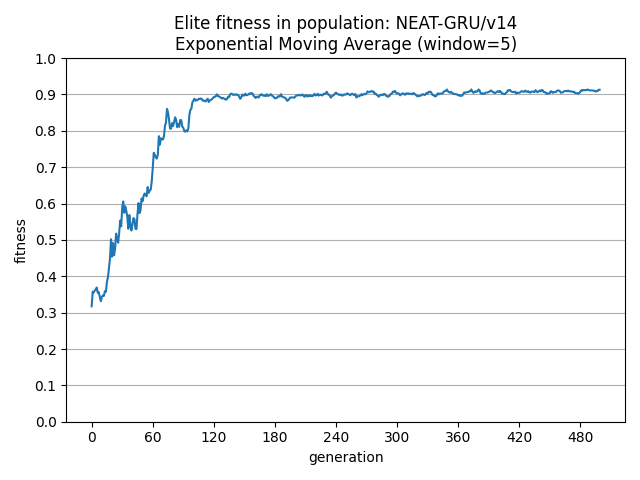 Elite fitness in population: NEAT-GRU/v14
Exponential Moving Average (window=5)
1.0
0.9
0.8
0.7
0.6
0.5
0.4
0.3
0.2
0.1
0.0
fitness
0 60 120 180 240 300 360 420 480
generation